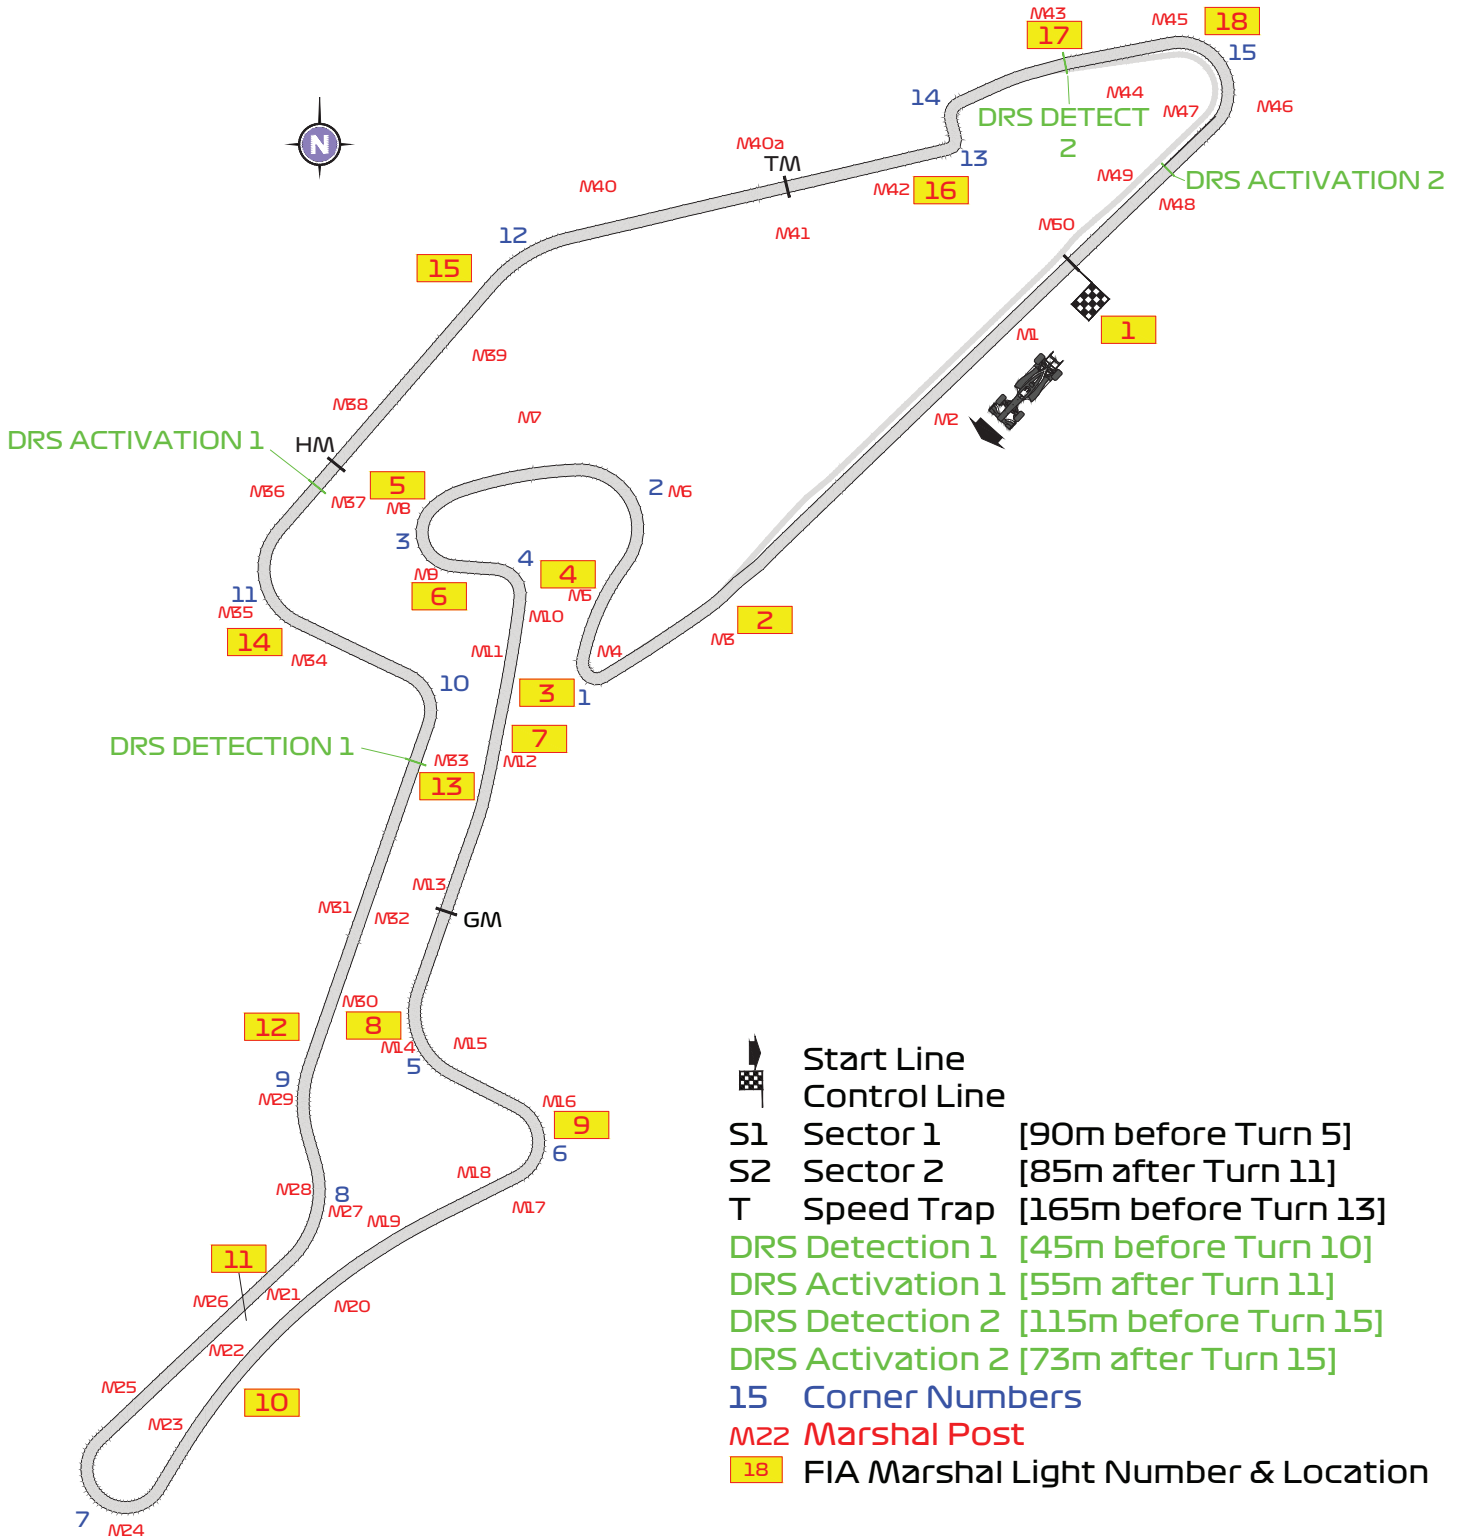 M43
M45
18
17
15
14
M44
M47
M46
DRS DETECT
2
N
M40a
TM
13
M49
DRS ACTIVATION 2
M40
M42
16
M48
M50
M41
12
15
1
M1
M39
M38
M7
M2
DRS ACTIVATION 1
HM
5
2
M6
M36
M37
M8
3
4
M9
4
6
11
M5
M35
M10
2
14
M3
M34
M11
M4
10
3
1
7
DRS DETECTION 1
M33
M12
13
M13
M31
M32
GM
M30
12
8
M14
M15
5
9
M29
M16
9
6
M18
M28
8
M27
M17
M19
11
M26
M21
M20
M22
M25
10
M23
7
M24
Start Line
Control Line
S1 Sector 1 [90m before Turn 5]
S2 Sector 2 [85m after Turn 11]
T Speed Trap [165m before Turn 13]
DRS Detection 1 [45m before Turn 10]
DRS Activation 1 [55m after Turn 11]
DRS Detection 2 [115m before Turn 15]
DRS Activation 2 [73m after Turn 15]
15 Corner Numbers
M22 Marshal Post
18 FIA Marshal Light Number & Location